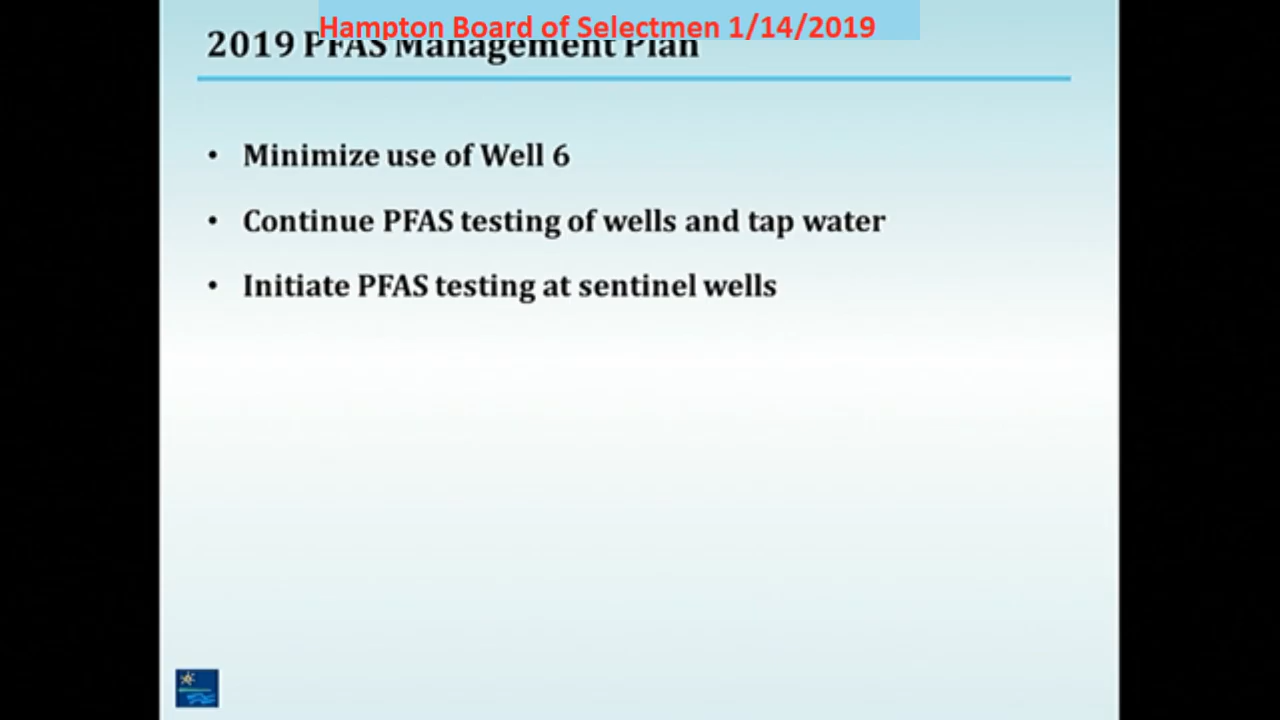 Hampton Board of Selectmen 1/14/2019
2019 PFAS Management Plan
• Minimize use of Well 6
• Continue PFAS testing of wells and tap water
• Initiate PFAS testing at sentinel wells